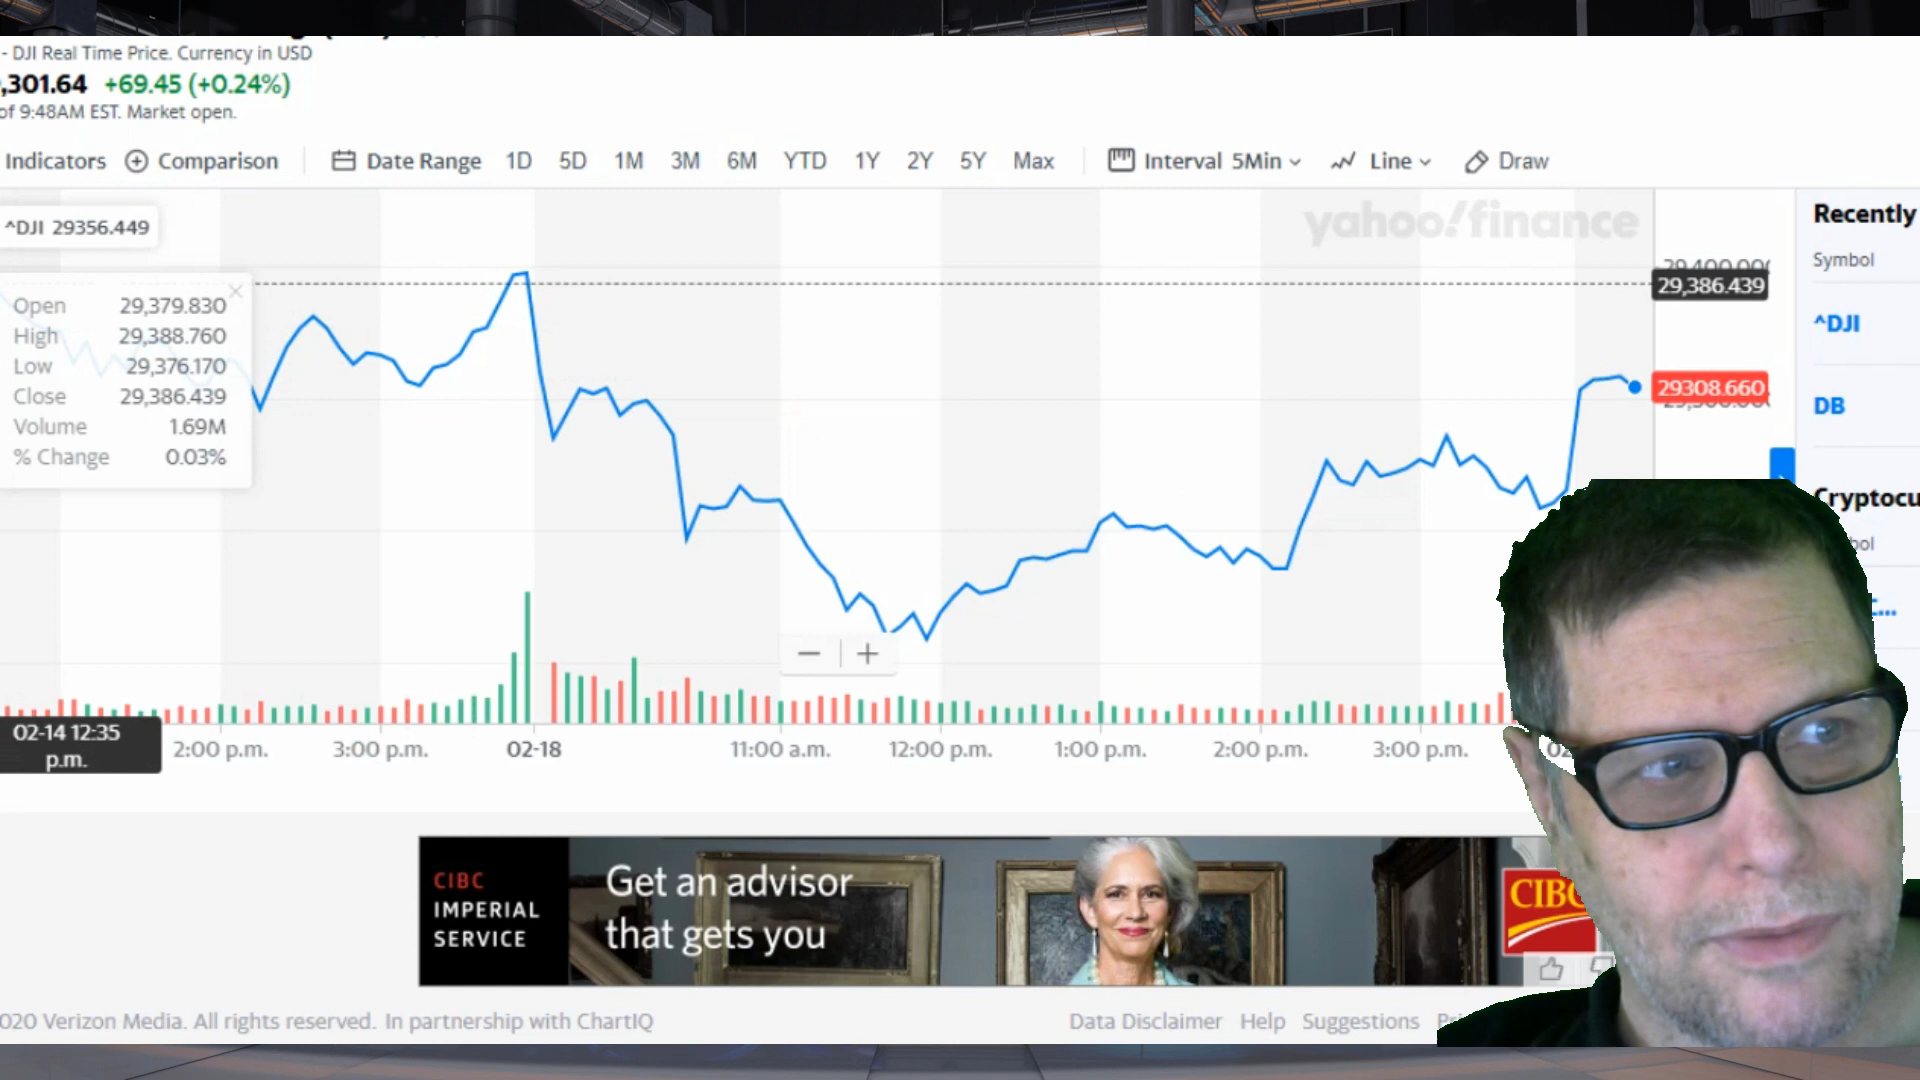 - DJI Real Time Price. Currency in USD
,301.64 +69.45 (+0.24%)
of 9:48AM EST. Market open.
Indicators Comparison Date Range 1D 5D 1M 3M 6M YTD 1Y 2Y 5Y Max Interval 5Min Line Draw
^DJI 29356.449
yahoo!finance
Open 29,379.830
High 29,388.760
Low 29,376.170
Close 29,386.439
Volume 1.69M
% Change 0.03%
29,386.439
29308.660
Recently
Symbol
^DJI
DB
Cryptocu
bol
02-14 12:35
p.m.
2:00 p.m. 3:00 p.m. 02-18 11:00 a.m. 12:00 p.m. 1:00 p.m. 2:00 p.m. 3:00 p.m. 02
CIBC
IMPERIAL
SERVICE
Get an advisor
that gets you
CIBC
020 Verizon Media. All rights reserved. In partnership with ChartIQ
Data Disclaimer Help Suggestions